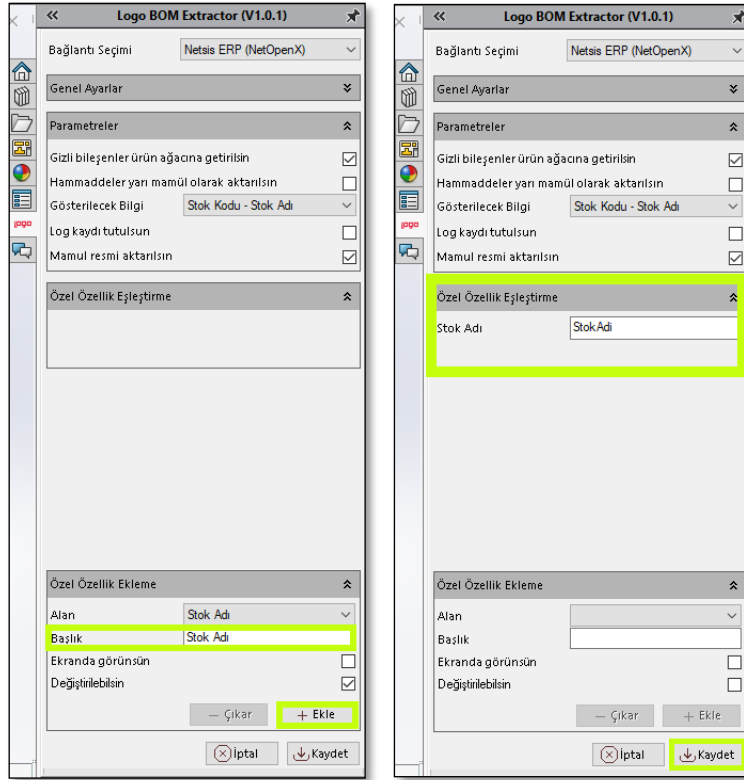 Logo BOM Extractor (V1.0.1)
Bağlantı Seçimi Netsis ERP (NetOpenX)
Genel Ayarlar
Parametreler
Gizli bileşenler ürün ağacına getirilsin
Hammaddeler yarı mamül olarak aktarılsın
Gösterilecek Bilgi Stok Kodu - Stok Adı
Log kaydı tutulsun
Mamul resmi aktarılsın
Özel Özellik Eşleştirme
Özel Özellik Ekleme
Alan Stok Adı
Başlık Stok Adı
Ekranda görünsün
Değiştirilebilsin
Çıkar Ekle
İptal Kaydet
logo
Logo BOM Extractor (V1.0.1)
Bağlantı Seçimi Netsis ERP (NetOpenX)
Genel Ayarlar
Parametreler
Gizli bileşenler ürün ağacına getirilsin
Hammaddeler yarı mamül olarak aktarılsın
Gösterilecek Bilgi Stok Kodu - Stok Adı
Log kaydı tutulsun
Mamul resmi aktarılsın
Özel Özellik Eşleştirme
Stok Adı StokAdi
Özel Özellik Ekleme
Alan
Başlık
Ekranda görünsün
Değiştirilebilsin
Çıkar Ekle
İptal Kaydet
logo